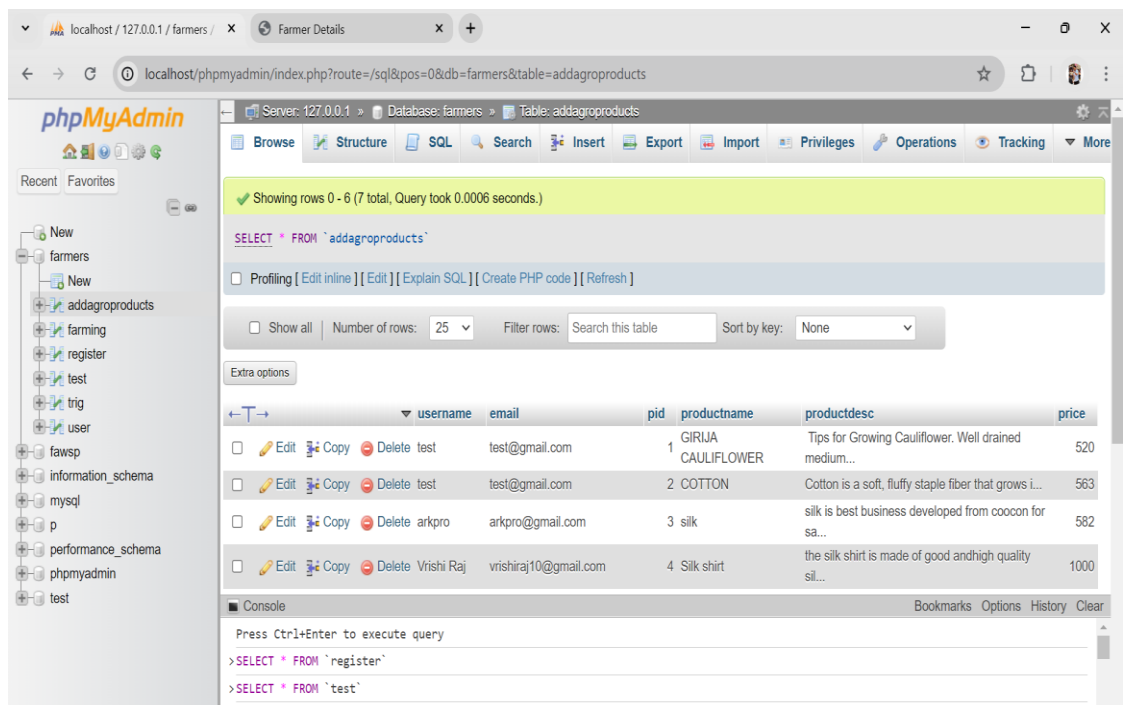 localhost / 127.0.0.1 / farmers /
Farmer Details
localhost/phpmyadmin/index.php?route=/sql&pos=0&db=farmers&table=addagroproducts
phpMyAdmin
Recent Favorites
New
farmers
New
addagroproducts
farming
register
test
trig
user
fawsp
information_schema
mysql
p
performance_schema
phpmyadmin
test
Server: 127.0.0.1 » Database: farmers » Table: addagroproducts
Browse Structure SQL Search Insert Export Import Privileges Operations Tracking More
Showing rows 0 - 6 (7 total, Query took 0.0006 seconds.)
SELECT * FROM `addagroproducts`
Profiling [ Edit inline ] [ Edit ] [ Explain SQL ] [ Create PHP code ] [ Refresh ]
Show all Number of rows: 25 Filter rows: Search this table Sort by key: None
Extra options
←T→ username email pid productname productdesc price
Edit Copy Delete test test@gmail.com 1 GIRIJA CAULIFLOWER Tips for Growing Cauliflower. Well drained medium... 520
Edit Copy Delete test test@gmail.com 2 COTTON Cotton is a soft, fluffy staple fiber that grows i... 563
Edit Copy Delete arkpro arkpro@gmail.com 3 silk silk is best business developed from coocon for sa... 582
Edit Copy Delete Vrishi Raj vrishiraj10@gmail.com 4 Silk shirt the silk shirt is made of good andhigh quality sil... 1000
Console Bookmarks Options History Clear
Press Ctrl+Enter to execute query
>SELECT * FROM `register`
>SELECT * FROM `test`